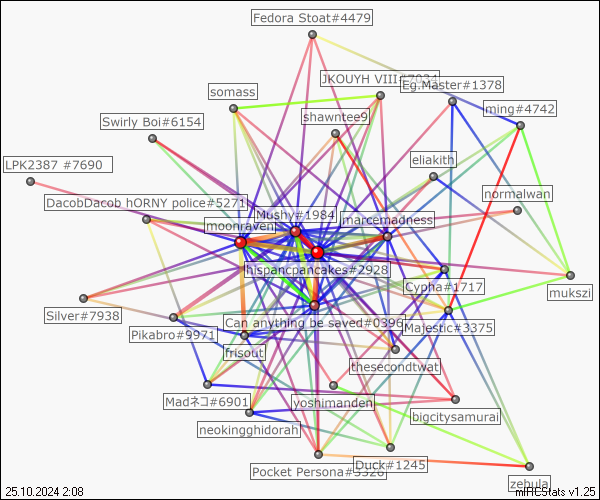 Fedora Stoat#4479
JKOUYH VIII
Eg.Master#1378
somass
ming#4742
shawntee9
Swirly Boi#6154
eliakith
LPK2387 #7690
normalwan
DacobDacob hORNY police#5271
Mushy#1984
marcemadness
moonraven
hispancpancakes#2928
Cypha#1717
mukszi
Silver#7938
Can anything be saved#0396
Majestic#3375
Pikabro#9971
frisout
thesecondtwat
Madネコ#6901
yoshimanden
bigcitysamurai
neokingghidorah
Pocket Persona#5326
Duck#1245
zebula
25.10.2024 2:08
mIRCStats v1.25